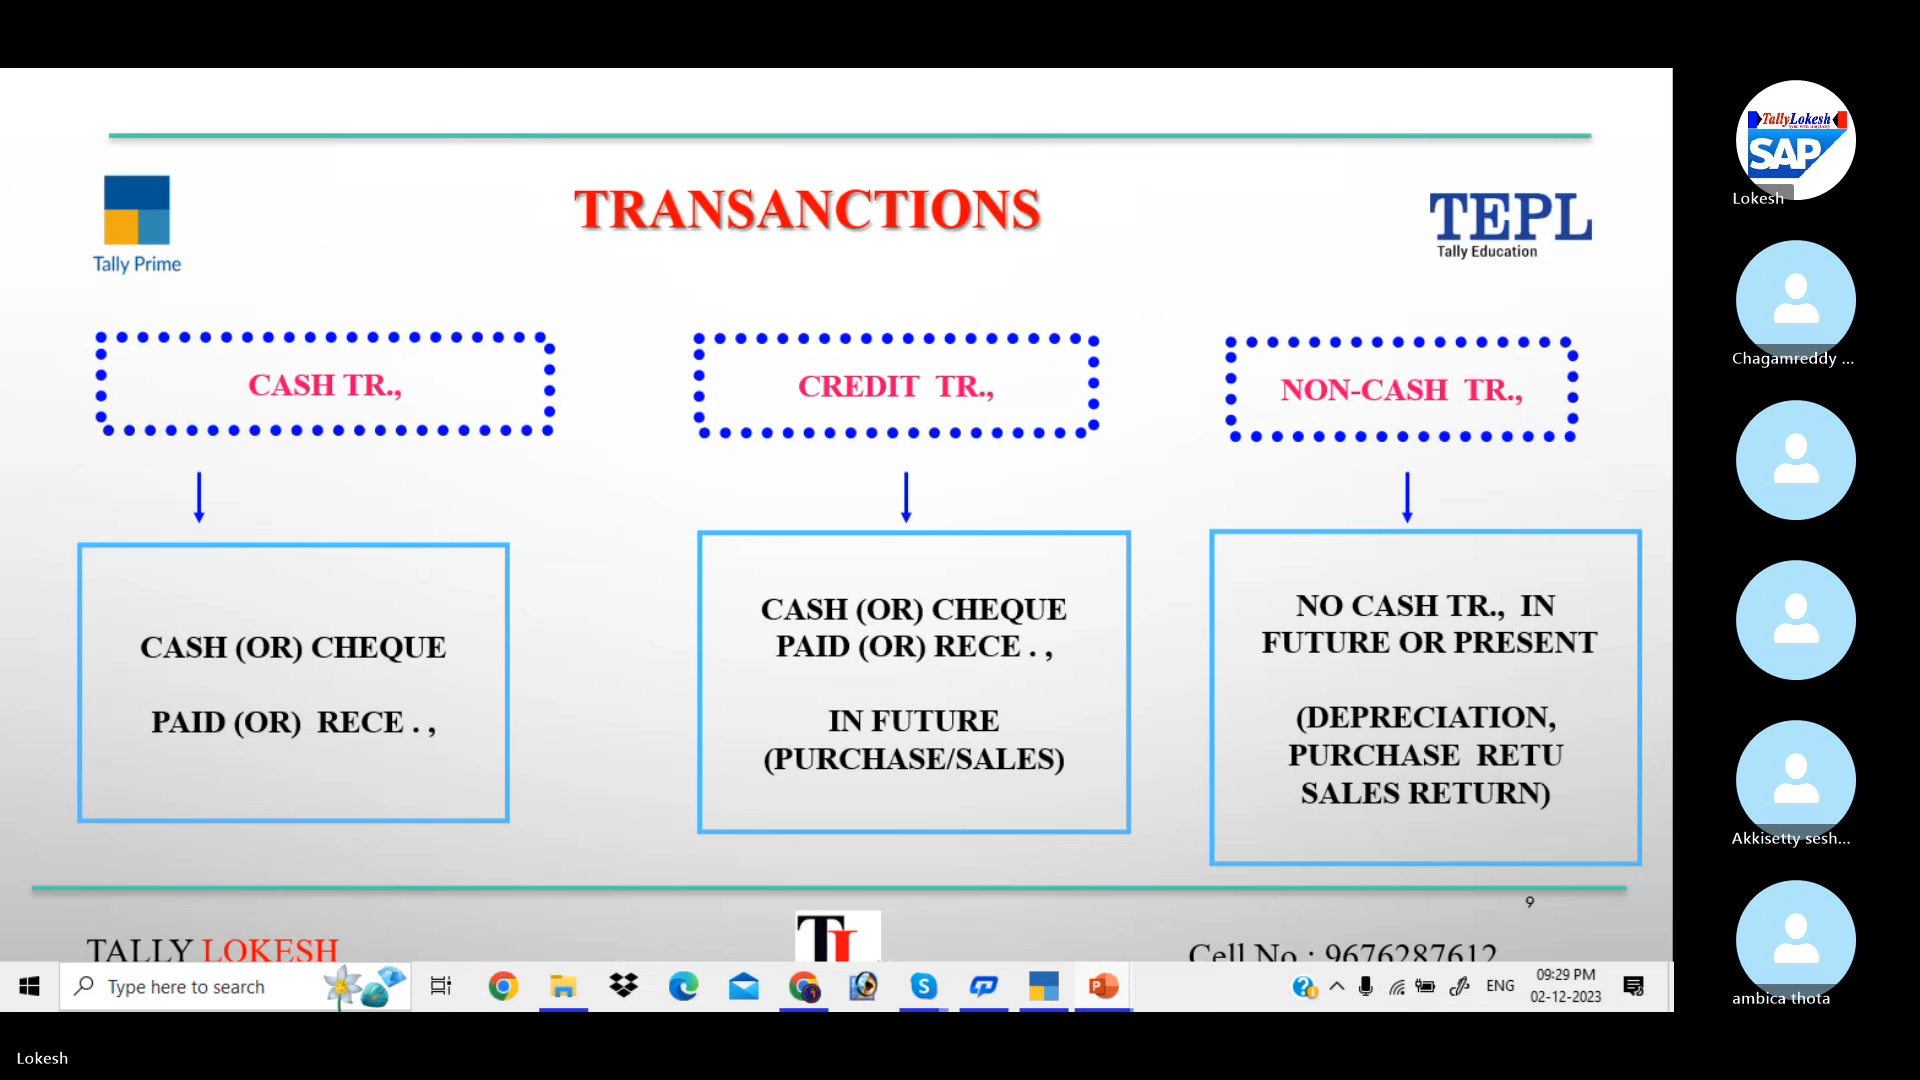 TRANSANCTIONS
Tally Prime
TEPL
Tally Education
CASH TR.,
CREDIT TR.,
NON-CASH TR.,
CASH (OR) CHEQUE
PAID (OR) RECE . ,
CASH (OR) CHEQUE
PAID (OR) RECE . ,
IN FUTURE
(PURCHASE/SALES)
NO CASH TR., IN
FUTURE OR PRESENT
(DEPRECIATION,
PURCHASE RETU
SALES RETURN)
9
TALLY LOKESH
Cell No : 9676287612
Type here to search
ENG
09:29 PM
02-12-2023
TallyLokesh
SAP
Lokesh
Chagamreddy ...
Akkisetty sesh...
ambica thota
Lokesh